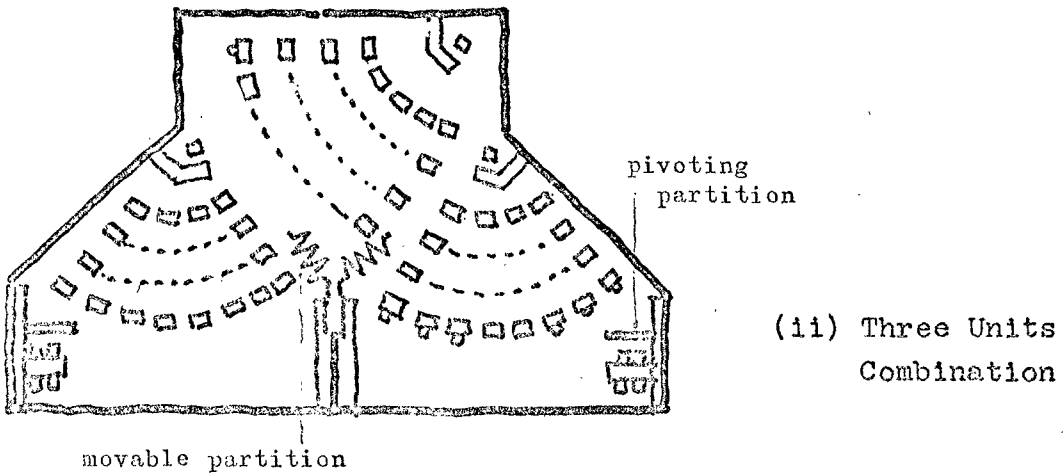 pivoting
partition
(ii) Three Units
Combination
movable partition